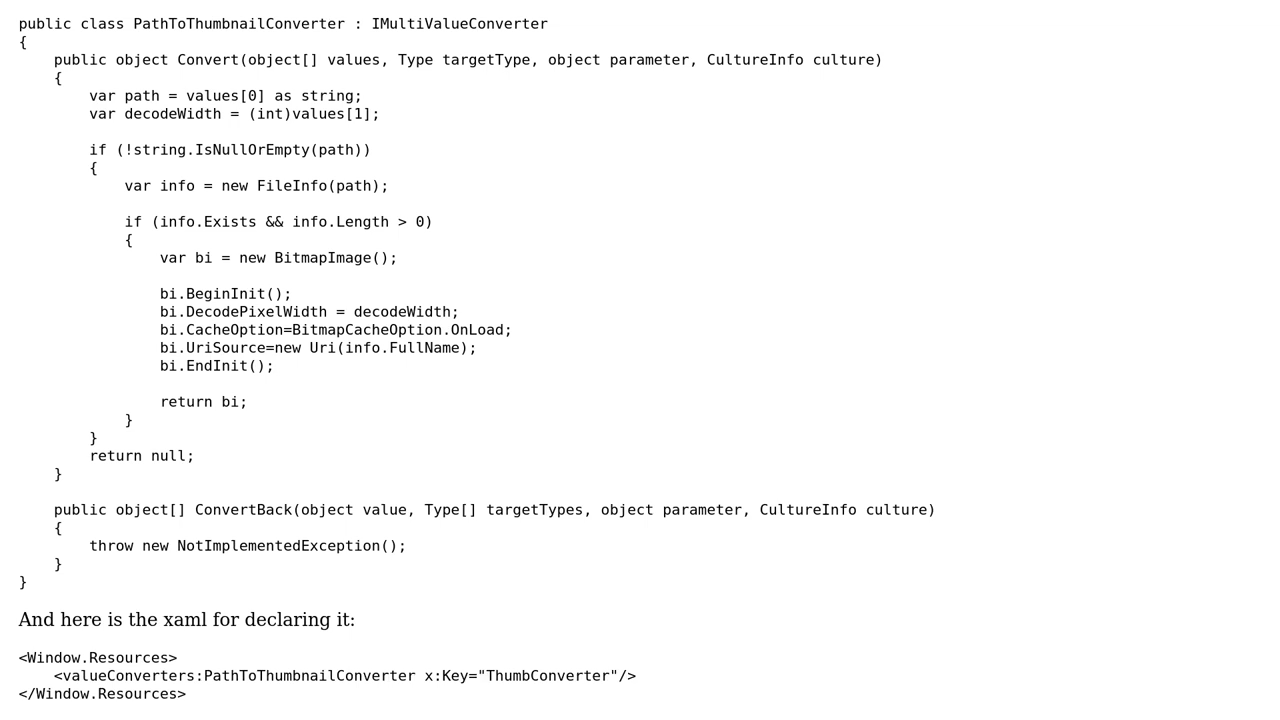 public class PathToThumbnailConverter : IMultiValueConverter
{
    public object Convert(object[] values, Type targetType, object parameter, CultureInfo culture)
    {
        var path = values[0] as string;
        var decodeWidth = (int)values[1];

        if (!string.IsNullOrEmpty(path))
        {
            var info = new FileInfo(path);

            if (info.Exists && info.Length > 0)
            {
                var bi = new BitmapImage();

                bi.BeginInit();
                bi.DecodePixelWidth = decodeWidth;
                bi.CacheOption=BitmapCacheOption.OnLoad;
                bi.UriSource=new Uri(info.FullName);
                bi.EndInit();

                return bi;
            }
        }
        return null;
    }

    public object[] ConvertBack(object value, Type[] targetTypes, object parameter, CultureInfo culture)
    {
        throw new NotImplementedException();
    }
}
And here is the xaml for declaring it:
<Window.Resources>
    <valueConverters:PathToThumbnailConverter x:Key="ThumbConverter"/>
</Window.Resources>